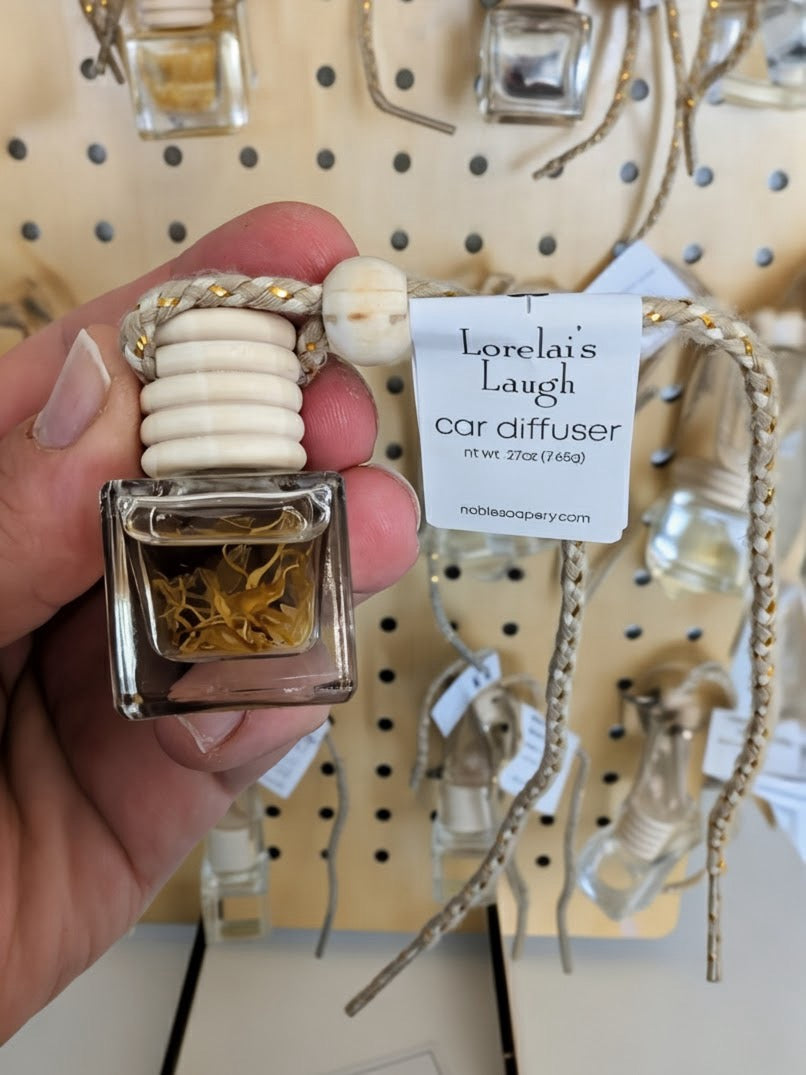 Lorelai's
Laugh
car diffuser
nt wt .27oz (7.65g)
noblesoapery.com